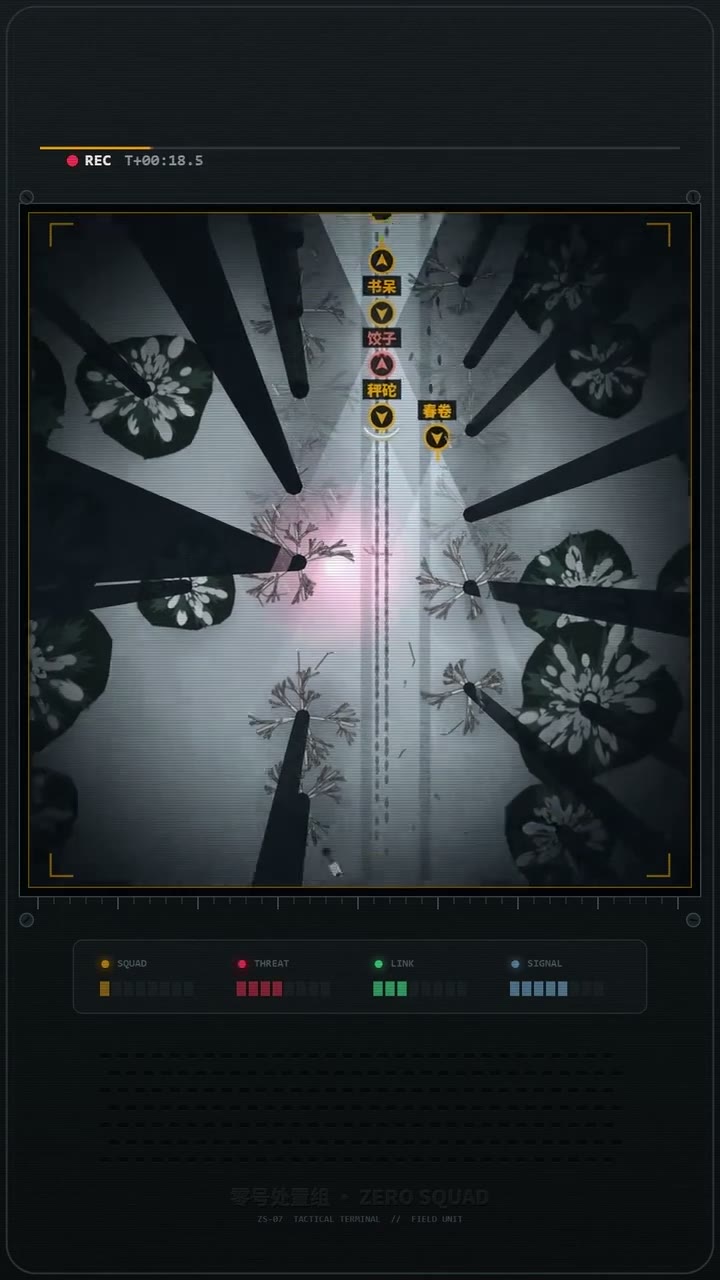 REC T+00:18.5
书呆
饺子
秤砣
春卷
SQUAD THREAT LINK SIGNAL
零号处置组 · ZERO SQUAD
ZS-07 TACTICAL TERMINAL // FIELD UNIT